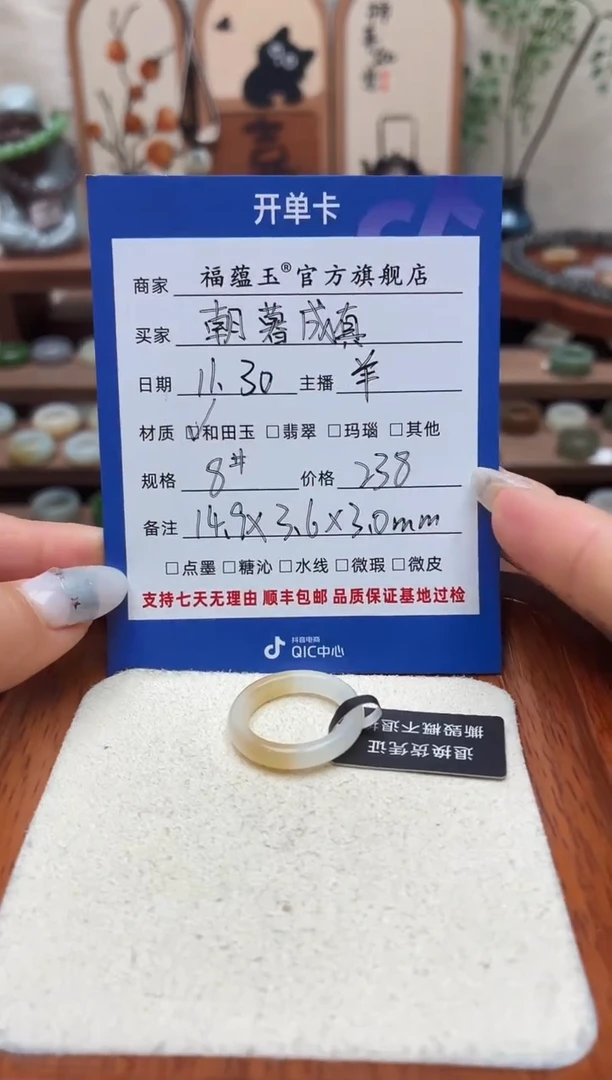 开单卡
商家 福蕴玉®官方旗舰店
买家 朝薯成真
日期 11.30 主播 羊
材质 ☑和田玉 □翡翠 □玛瑙 □其他
规格 8# 价格 238
备注 14.9X3.6X3.0mm
□点墨 □糖沁 □水线 □微瑕 □微皮
支持七天无理由 顺丰包邮 品质保证基地过检
抖音电商
QIC中心
退换货凭证
撕毁概不退